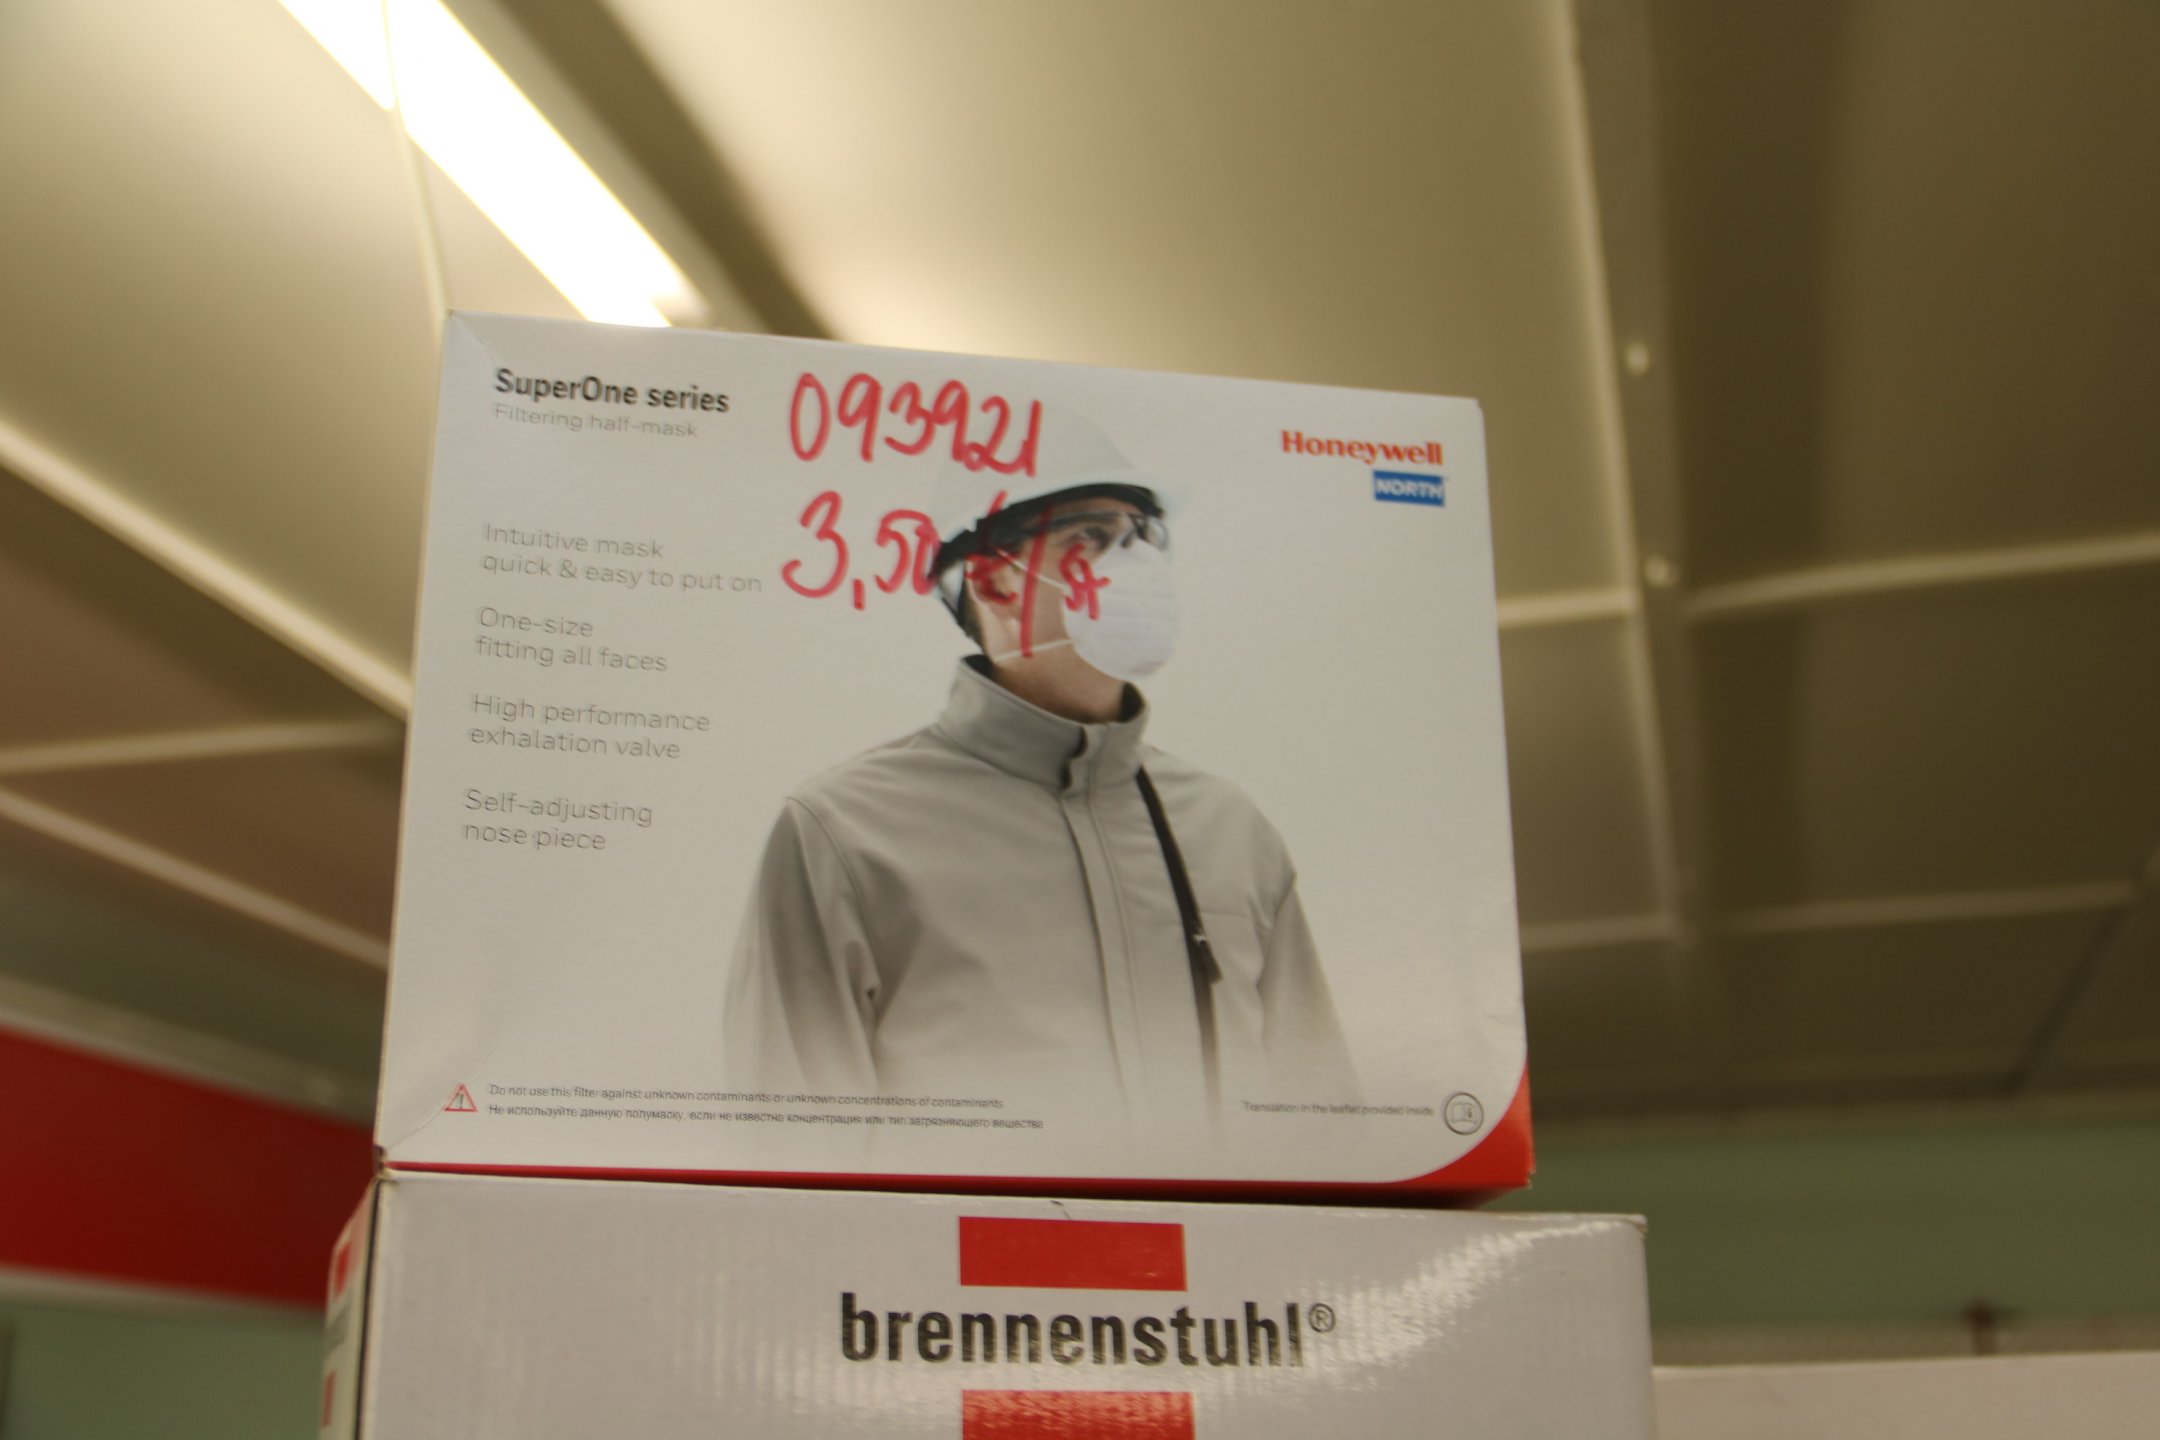 SuperOne series
Filtering half-mask
093921
3,50 €/st
Honeywell
NORTH
Intuitive mask
quick & easy to put on
One-size
fitting all faces
High performance
exhalation valve
Self-adjusting
nose piece
Do not use this filter against unknown contaminants or unknown concentrations of contaminants
Не используйте данную полумаску, если не известна концентрация или тип загрязняющего вещества
Translation in the leaflet provided inside
brennenstuhl®